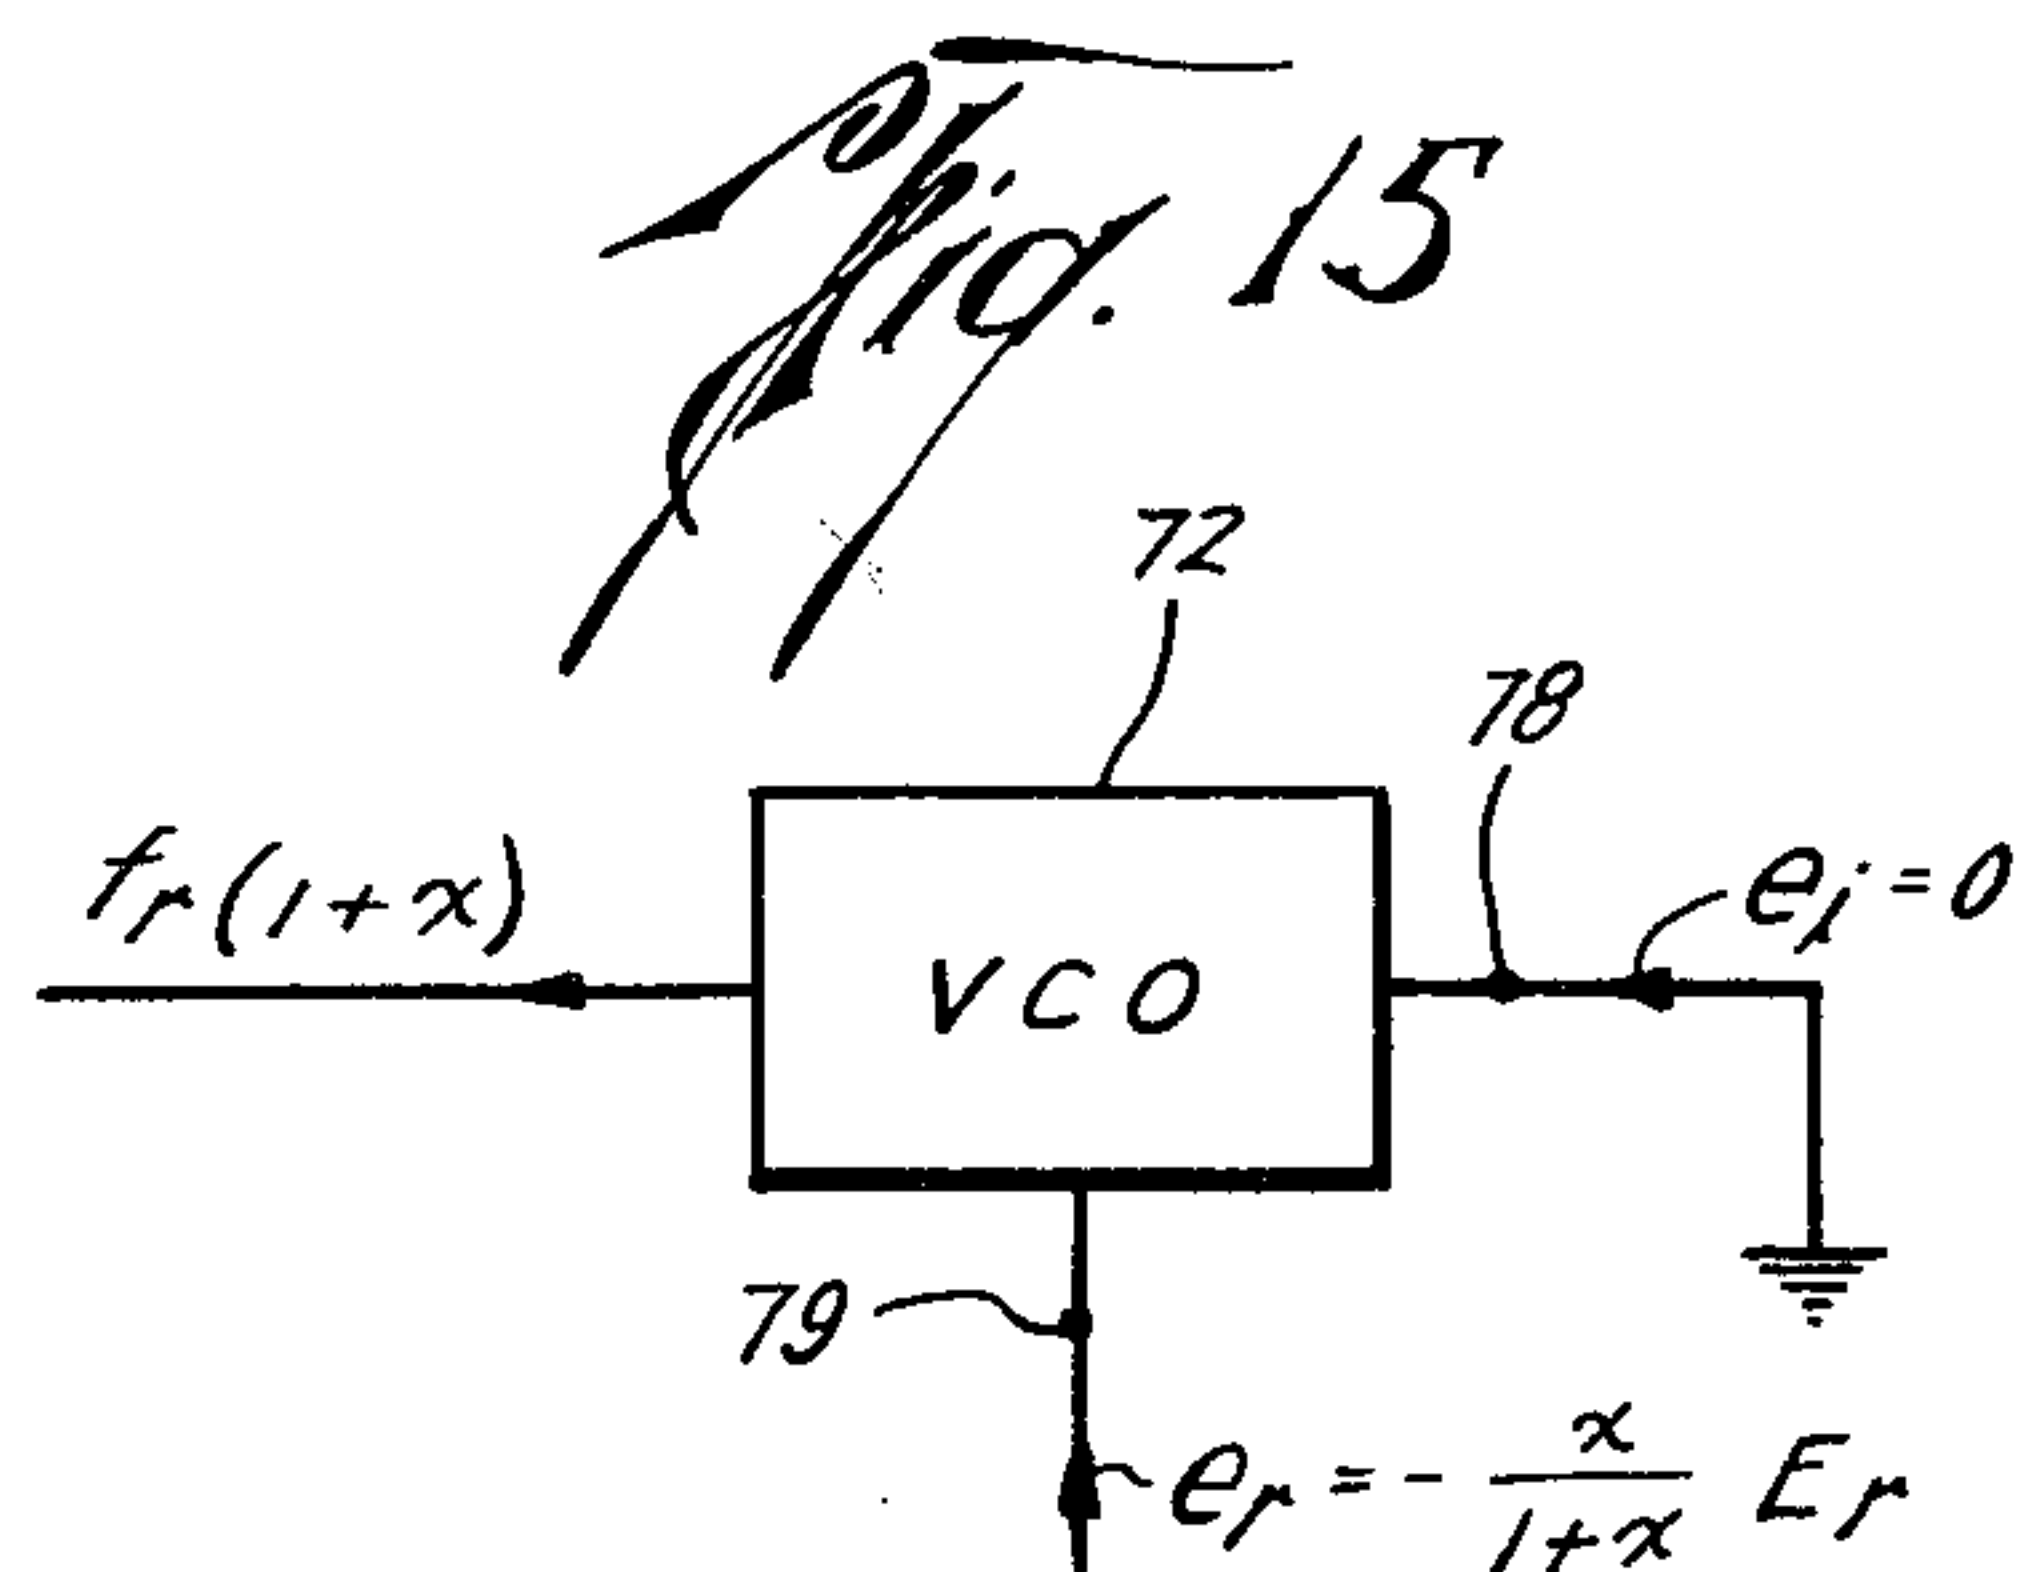 Fig. 15
72
78
fr(1+x)
ei=0
VCO
79
er = - x/1+x Er